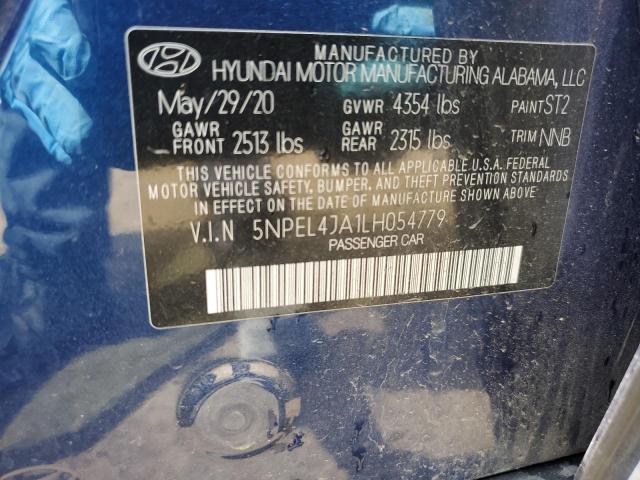 MANUFACTURED BY
HYUNDAI MOTOR MANUFACTURING ALABAMA, LLC
May/29/20 GVWR 4354 lbs PAINT ST2
GAWR FRONT 2513 lbs GAWR REAR 2315 lbs TRIM NNB
THIS VEHICLE CONFORMS TO ALL APPLICABLE U.S.A. FEDERAL
MOTOR VEHICLE SAFETY, BUMPER, AND THEFT PREVENTION STANDARDS
IN EFFECT ON THE DATE OF MANUFACTURE SHOWN ABOVE.
V.I.N 5NPEL4JA1LH054779
PASSENGER CAR